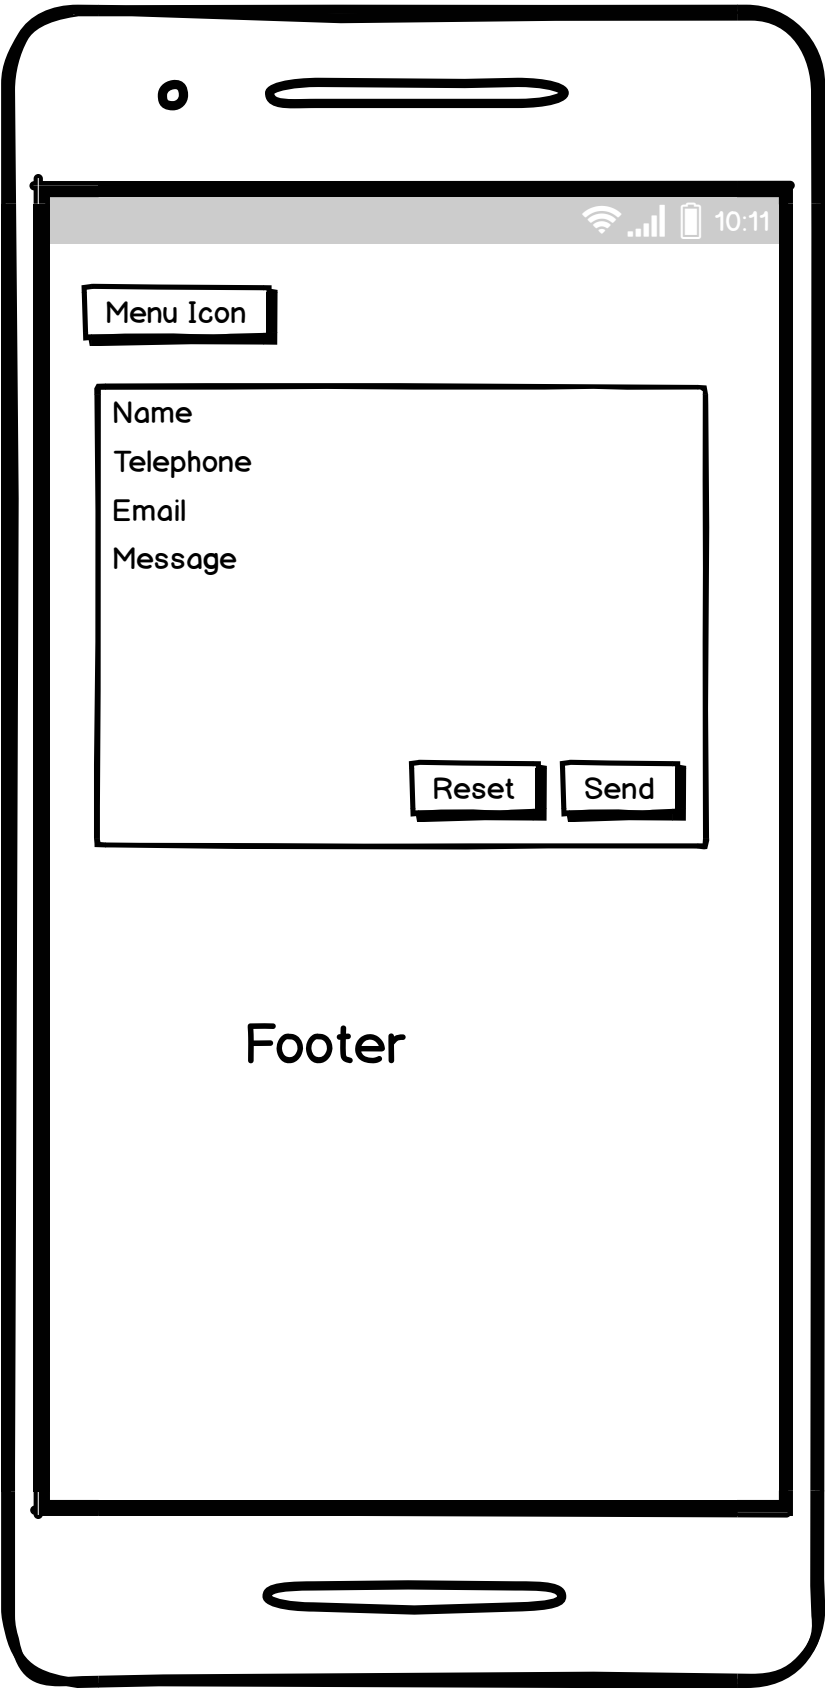 10:11
Menu Icon
Name
Telephone
Email
Message
Reset Send
Footer